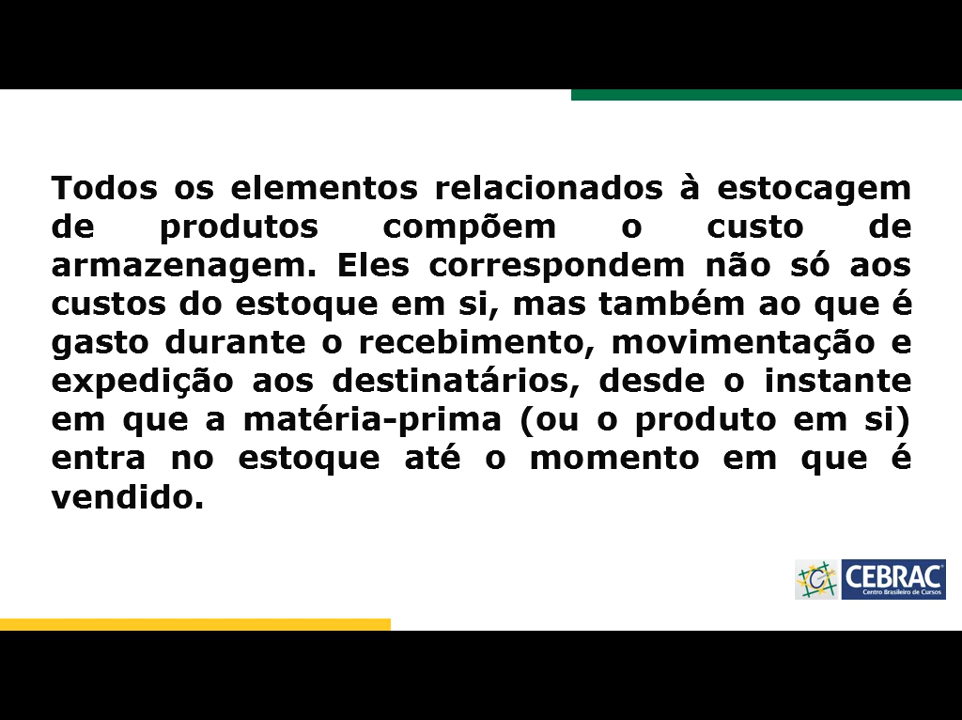 Todos os elementos relacionados à estocagem
de produtos compõem o custo de
armazenagem. Eles correspondem não só aos
custos do estoque em si, mas também ao que é
gasto durante o recebimento, movimentação e
expedição aos destinatários, desde o instante
em que a matéria-prima (ou o produto em si)
entra no estoque até o momento em que é
vendido.
C CEBRAC
Centro Brasileiro de Cursos